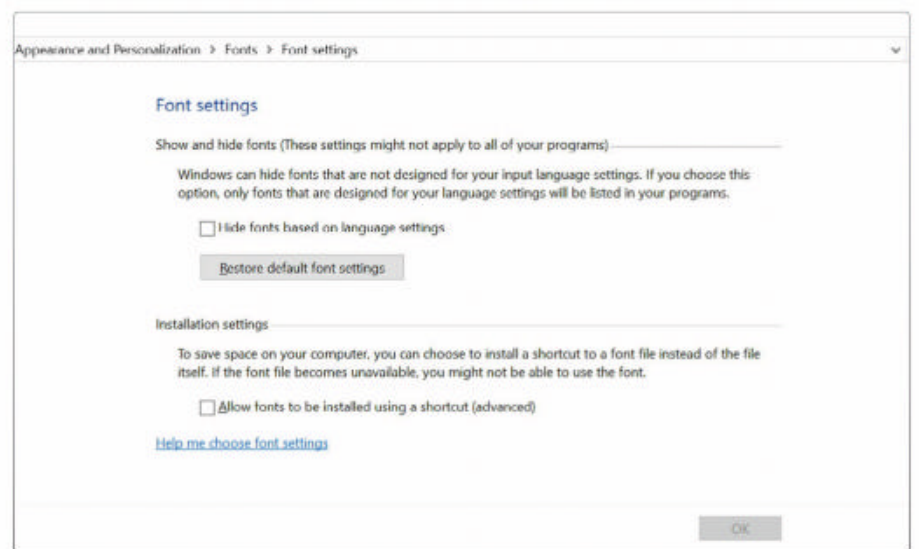 Appearance and Personalization > Fonts > Font settings
Font settings
Show and hide fonts (These settings might not apply to all of your programs)
Windows can hide fonts that are not designed for your input language settings. If you choose this
option, only fonts that are designed for your language settings will be listed in your programs.
Hide fonts based on language settings
Restore default font settings
Installation settings
To save space on your computer, you can choose to install a shortcut to a font file instead of the file
itself. If the font file becomes unavailable, you might not be able to use the font.
Allow fonts to be installed using a shortcut (advanced)
Help me choose font settings
OK